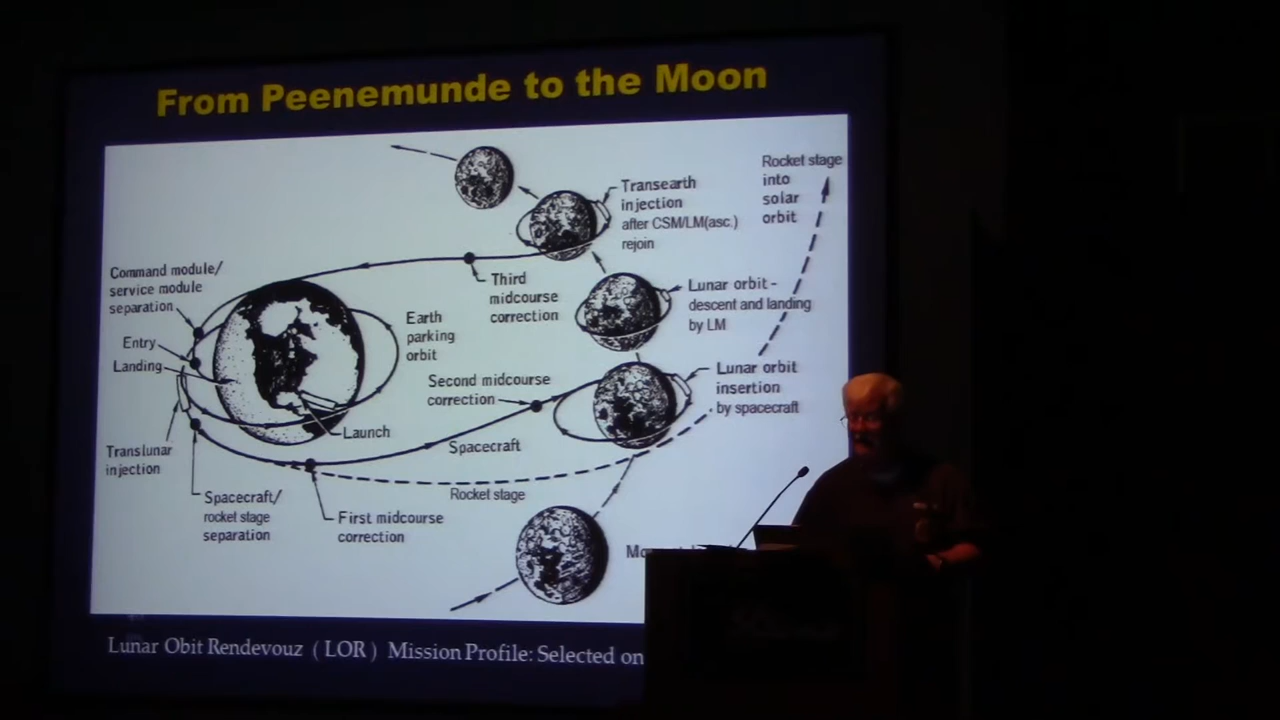 From Peenemunde to the Moon
Rocket stage
into
solar
orbit
Transearth
injection
after CSM/LM(asc.)
rejoin
Command module/
service module
separation
Third
midcourse
correction
Lunar orbit -
descent and landing
by LM
Earth
parking
orbit
Entry
Landing
Second midcourse
correction
Lunar orbit
insertion
by spacecraft
Launch
Translunar
injection
Spacecraft
Rocket stage
Spacecraft/
rocket stage
separation
First midcourse
correction
Lunar Obit Rendevouz ( LOR ) Mission Profile: Selected on